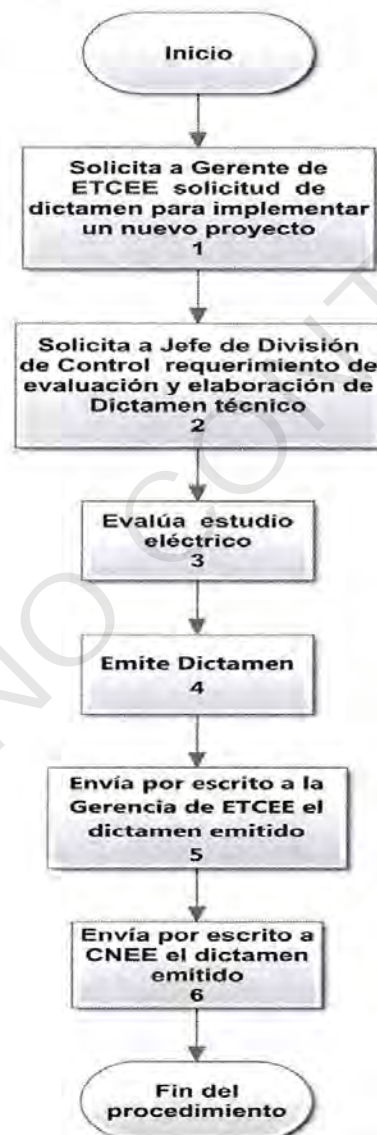 Inicio
Solicita a Gerente de
ETCEE solicitud de
dictamen para implementar
un nuevo proyecto
1
Solicita a Jefe de División
de Control requerimiento de
evaluación y elaboración de
Dictamen técnico
2
Evalúa estudio
eléctrico
3
Emite Dictamen
4
Envía por escrito a la
Gerencia de ETCEE el
dictamen emitido
5
Envía por escrito a
CNEE el dictamen
emitido
6
Fin del
procedimiento
NO CONT